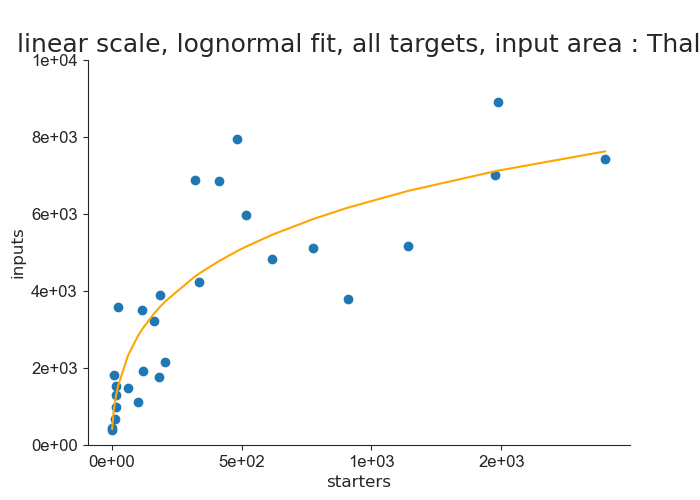 linear scale, lognormal fit, all targets, input area : Thal
1e+04
8e+03
6e+03
4e+03
2e+03
0e+00
inputs
0e+00 5e+02 1e+03 2e+03
starters